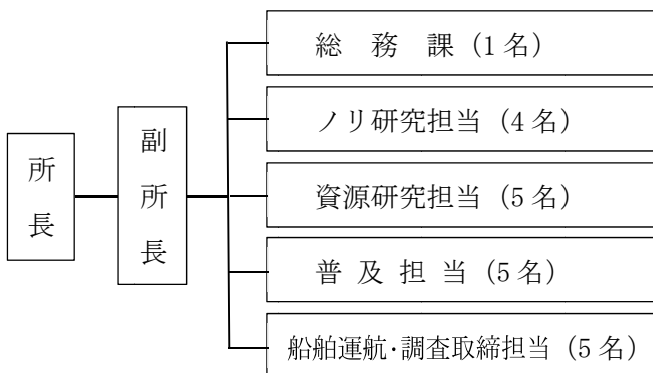 所長
副所長
総務課（1名）
ノリ研究担当（4名）
資源研究担当（5名）
普及担当（5名）
船舶運航・調査取締担当（5名）